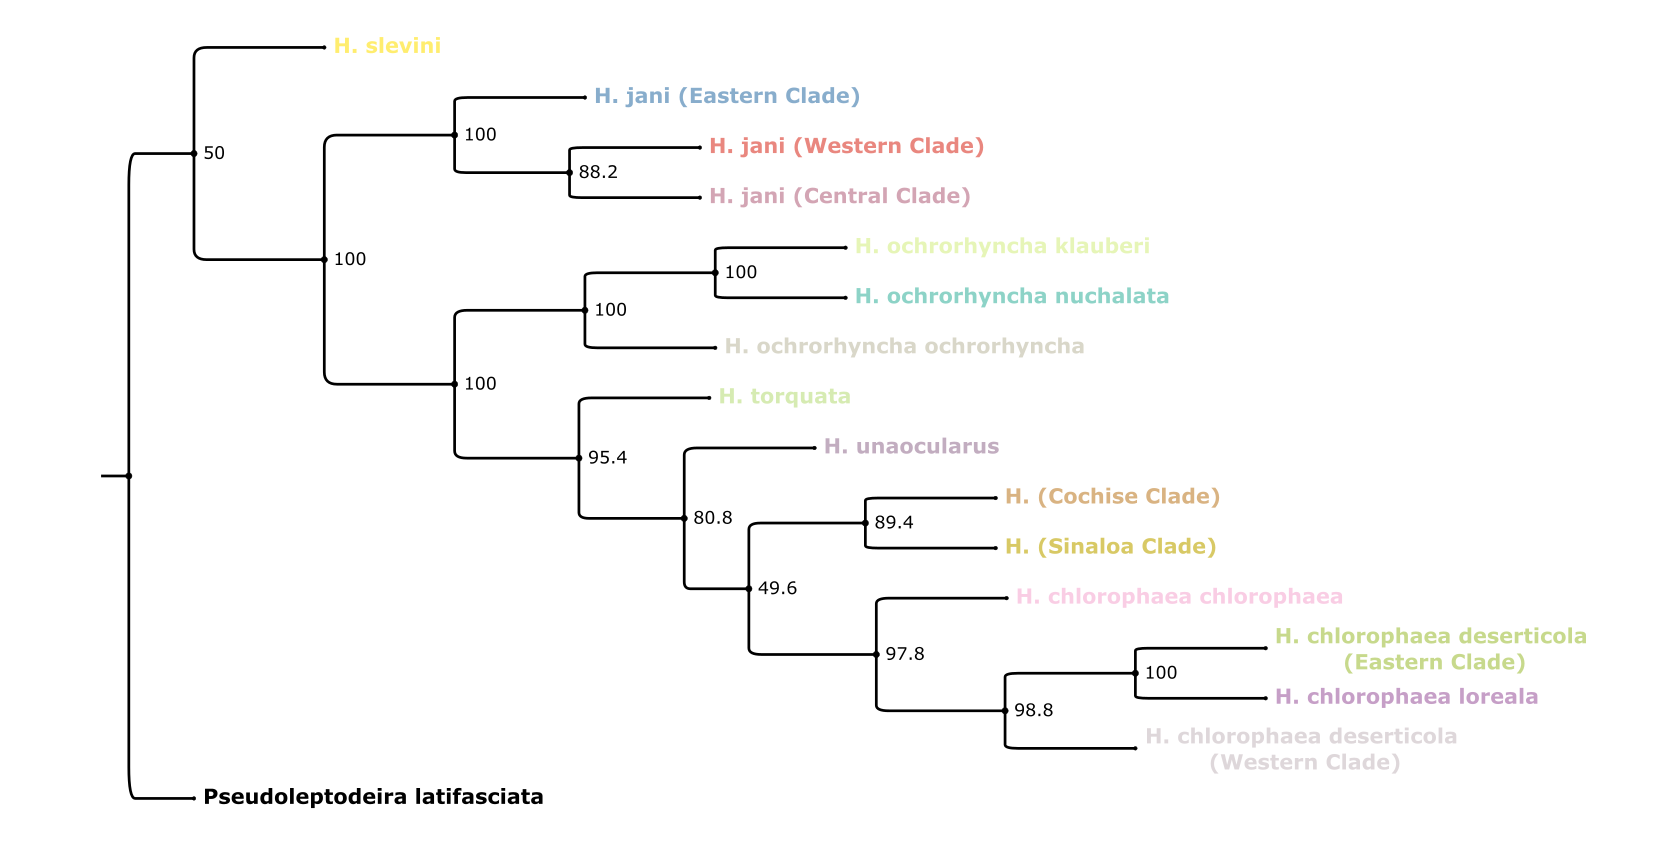 H. slevini
H. jani (Eastern Clade)
100
H. jani (Western Clade)
50
88.2
H. jani (Central Clade)
H. ochrorhyncha klauberi
100
100
H. ochrorhyncha nuchalata
100
H. ochrorhyncha ochrorhyncha
100
H. torquata
H. unaocularus
95.4
H. (Cochise Clade)
80.8
89.4
H. (Sinaloa Clade)
49.6
H. chlorophaea chlorophaea
H. chlorophaea deserticola
(Eastern Clade)
97.8
100
H. chlorophaea loreala
98.8
H. chlorophaea deserticola
(Western Clade)
Pseudoleptodeira latifasciata